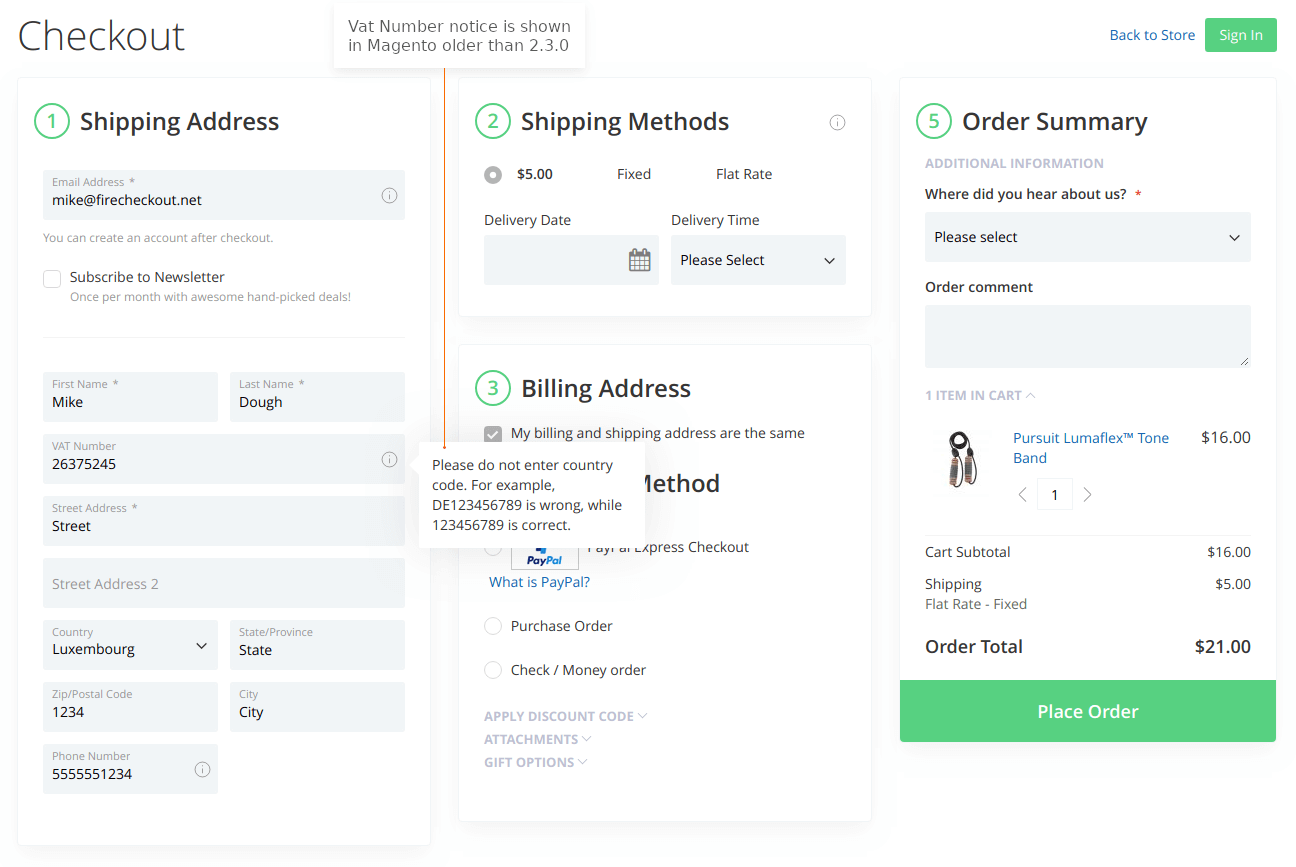 Checkout
Vat Number notice is shown
in Magento older than 2.3.0
Back to Store
Sign In
1 Shipping Address
Email Address *
mike@firecheckout.net
You can create an account after checkout.
Subscribe to Newsletter
Once per month with awesome hand-picked deals!
First Name *
Mike
Last Name *
Dough
VAT Number
26375245
Street Address *
Street
Street Address 2
Country
Luxembourg
State/Province
State
Zip/Postal Code
1234
City
City
Phone Number
5555551234
2 Shipping Methods
$5.00 Fixed Flat Rate
Delivery Date
Delivery Time
Please Select
3 Billing Address
My billing and shipping address are the same
Please do not enter country
code. For example,
DE123456789 is wrong, while
123456789 is correct.
Method
PayPal
PayPal Express Checkout
What is PayPal?
Purchase Order
Check / Money order
APPLY DISCOUNT CODE
ATTACHMENTS
GIFT OPTIONS
5 Order Summary
ADDITIONAL INFORMATION
Where did you hear about us? *
Please select
Order comment
1 ITEM IN CART
Pursuit Lumaflex™ Tone
Band
$16.00
1
Cart Subtotal $16.00
Shipping $5.00
Flat Rate - Fixed
Order Total $21.00
Place Order